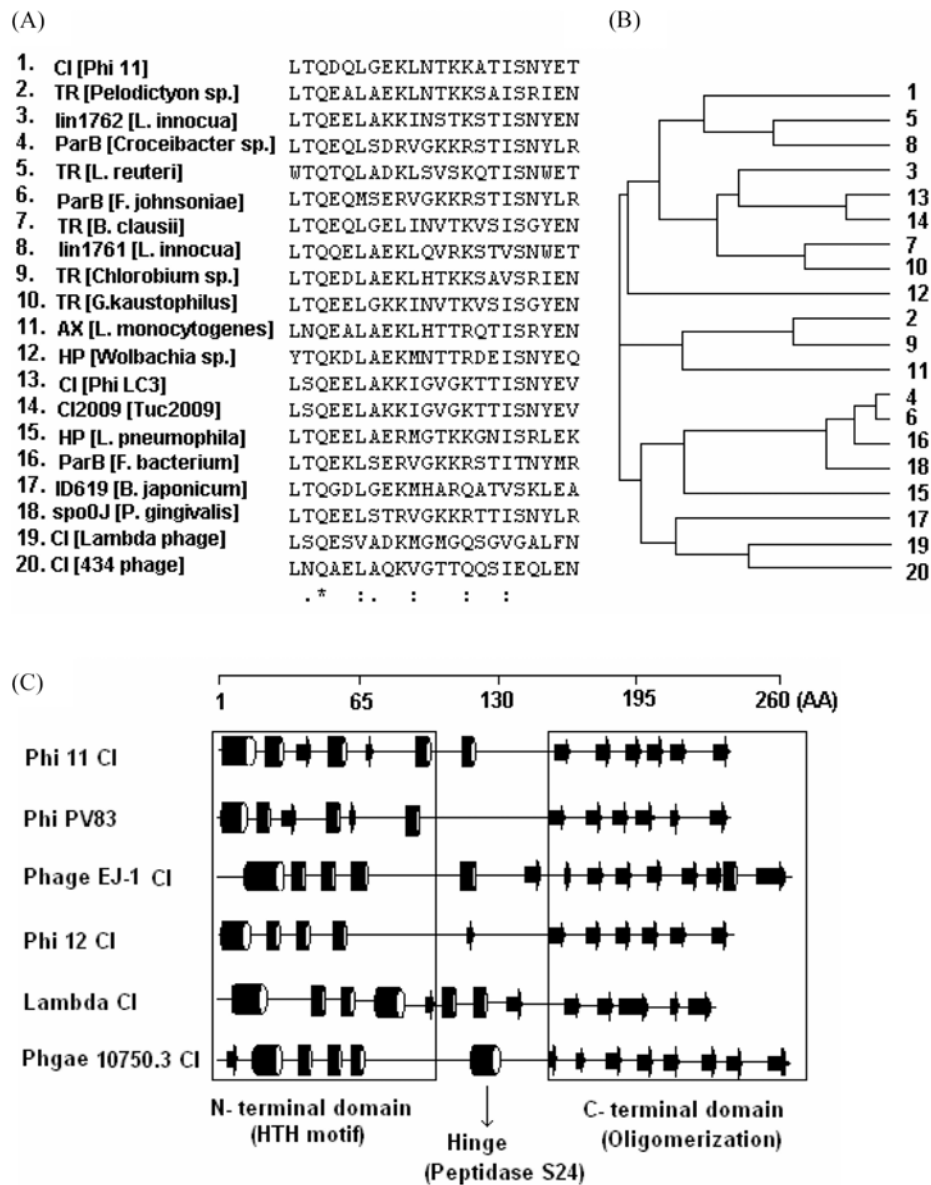 (A)
1. CI [Phi 11] LTQDQLGEKLNTKKATISNYET
2. TR [Pelodictyon sp.] LTQEALAEKLNTKKSAISRIEN
3. lin1762 [L. innocua] LTQEELAKKINSTKSTISNYEN
4. ParB [Croceibacter sp.] LTQEQLSDRVGKKRSTISNYLR
5. TR [L. reuteri] WTQTQLADKLSVSKQTISNWET
6. ParB [F. johnsoniae] LTQEQMSERVGKKRSTISNYLR
7. TR [B. clausii] LTQEQLGELINVTKVSISGYEN
8. lin1761 [L. innocua] LTQQELAEKLQVRKSTVSNWET
9. TR [Chlorobium sp.] LTQEDLAEKLHTKKSAVSRIEN
10. TR [G.kaustophilus] LTQEELGKKINVTKVSISGYEN
11. AX [L. monocytogenes] LNQEALAEKLHTTRQTISRYEN
12. HP [Wolbachia sp.] YTQKDLAEKMNTTRDEISNYEQ
13. CI [Phi LC3] LSQEELAKKIGVGKTTISNYEV
14. CI2009 [Tuc2009] LSQEELAKKIGVGKTTISNYEV
15. HP [L. pneumophila] LTQEELAERMGTKKGNISRLEK
16. ParB [F. bacterium] LTQEKLSERVGKKRSTITNYMR
17. ID619 [B. japonicum] LTQGDLGEKMHARQATVSKLEA
18. spo0J [P. gingivalis] LTQEELSTRVGKKRTTISNYLR
19. CI [Lambda phage] LSQESVADKMGMGQSGVGALFN
20. CI [434 phage] LNQAELAQKVGTTQQSIEQLEN
.* :. : : :
(B)
1
5
8
3
13
14
7
10
12
2
9
11
4
6
16
18
15
17
19
20
(C)
1 65 130 195 260 (AA)
Phi 11 CI
Phi PV83
Phage EJ-1 CI
Phi 12 CI
Lambda CI
Phgae 10750.3 CI
N- terminal domain
(HTH motif)
Hinge
(Peptidase S24)
C- terminal domain
(Oligomerization)